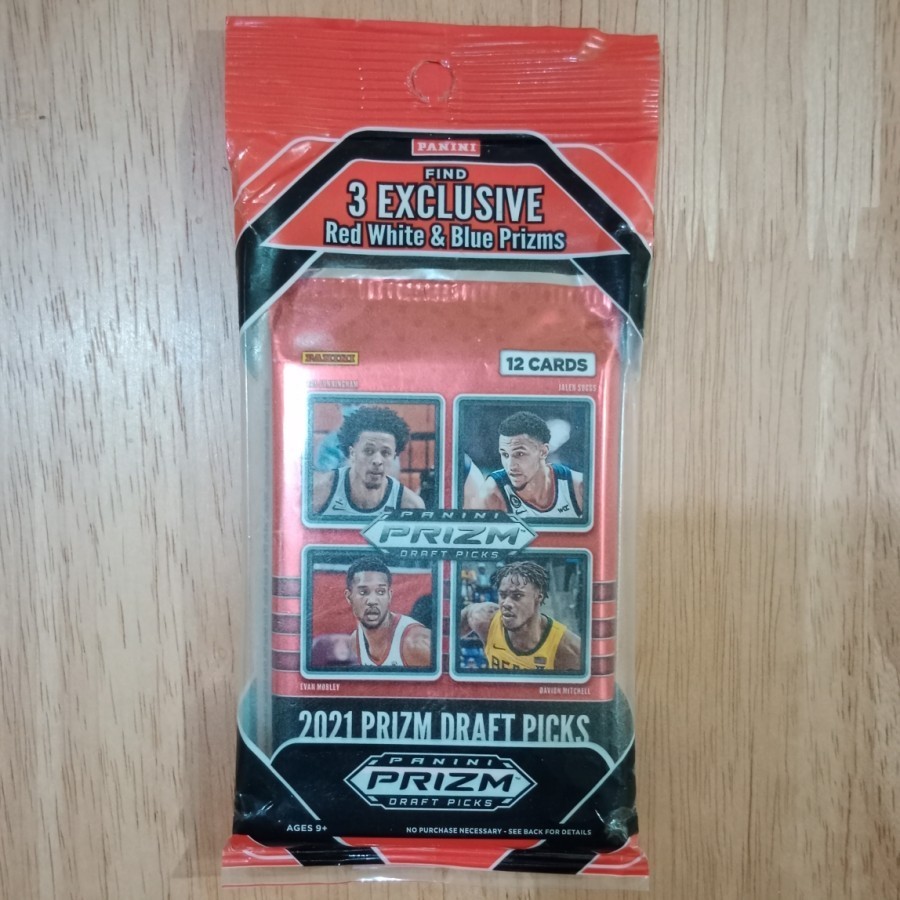 PANINI
FIND
3 EXCLUSIVE
Red White & Blue Prizms
PANINI
12 CARDS
JALEN SUGGS
PANINI
PRIZM
DRAFT PICKS
EVAN MOBLEY
DAVION MITCHELL
2021 PRIZM DRAFT PICKS
PANINI
PRIZM
DRAFT PICKS
AGES 9+
NO PURCHASE NECESSARY - SEE BACK FOR DETAILS